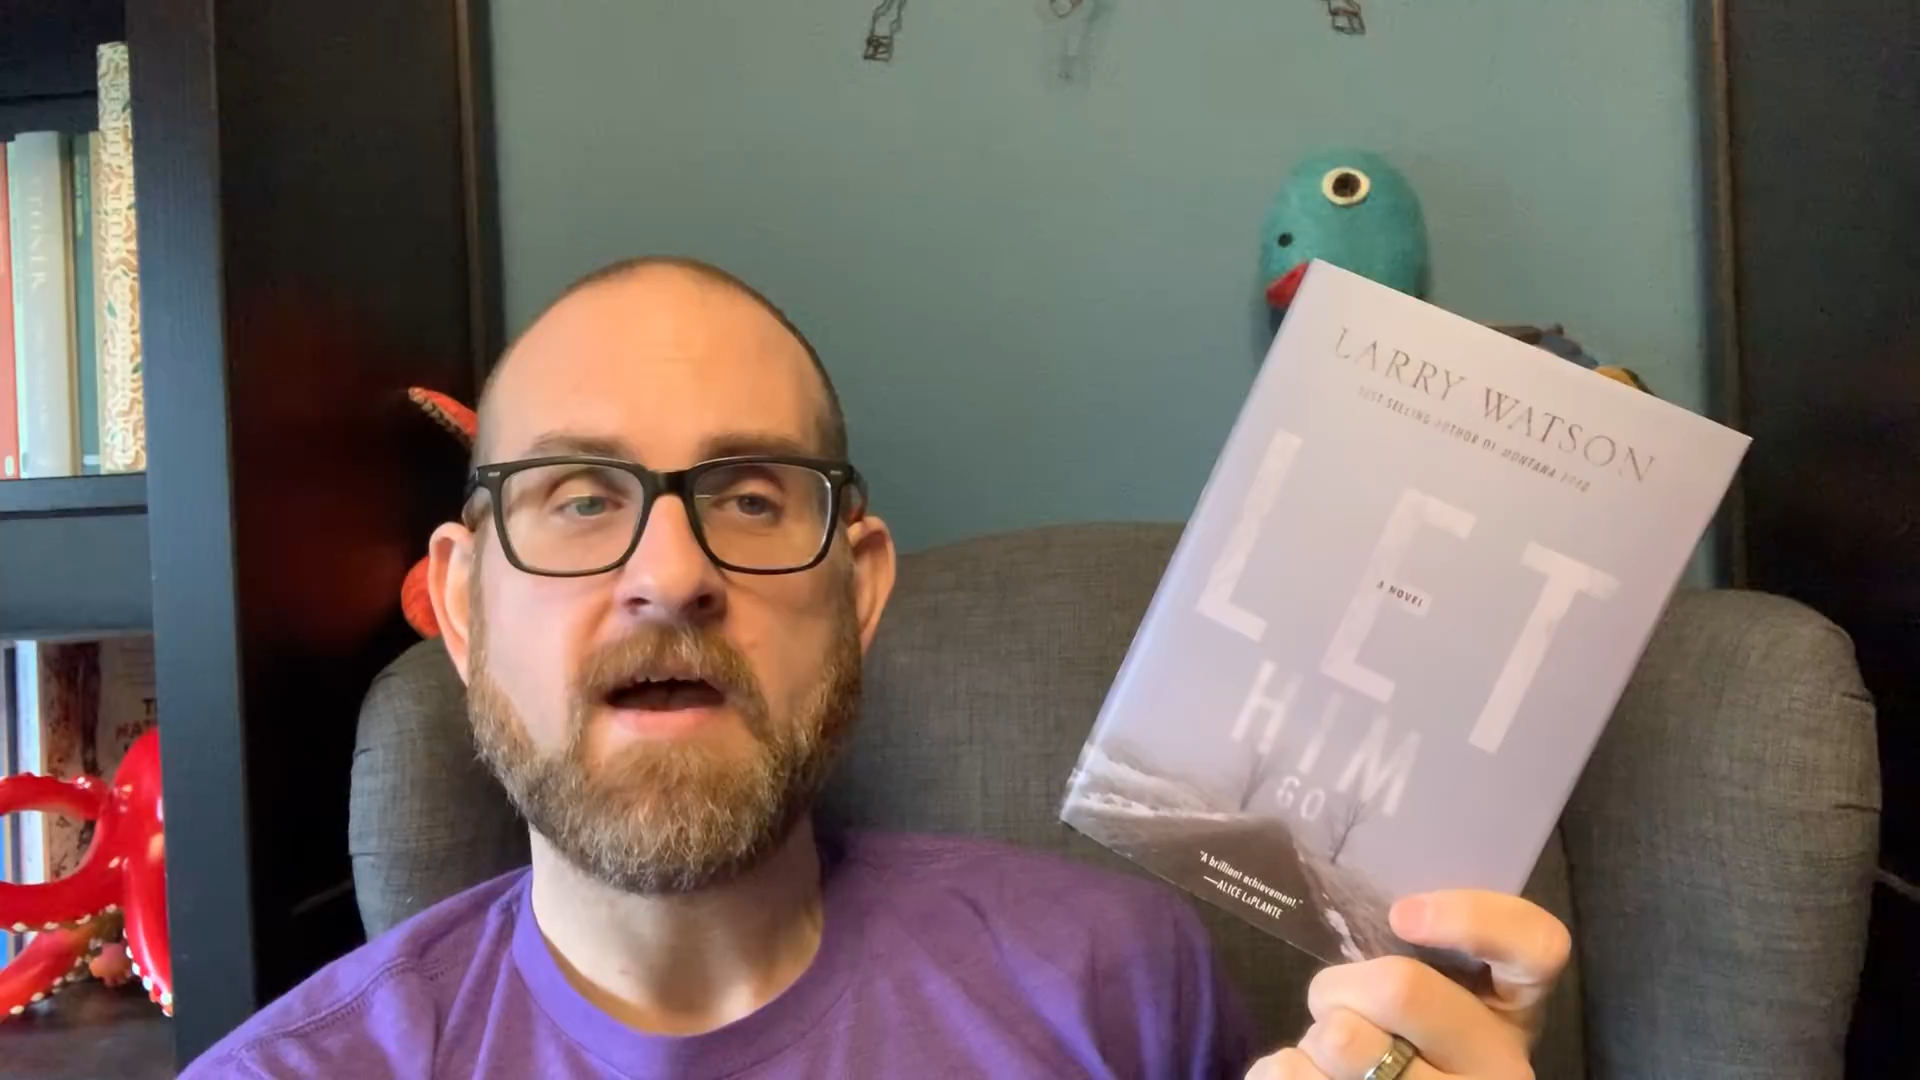 LARRY WATSON
BEST SELLING AUTHOR OF MONTANA 1948
LET
A NOVEL
HIM
GO
"A brilliant achievement."
—ALICE LaPLANTE